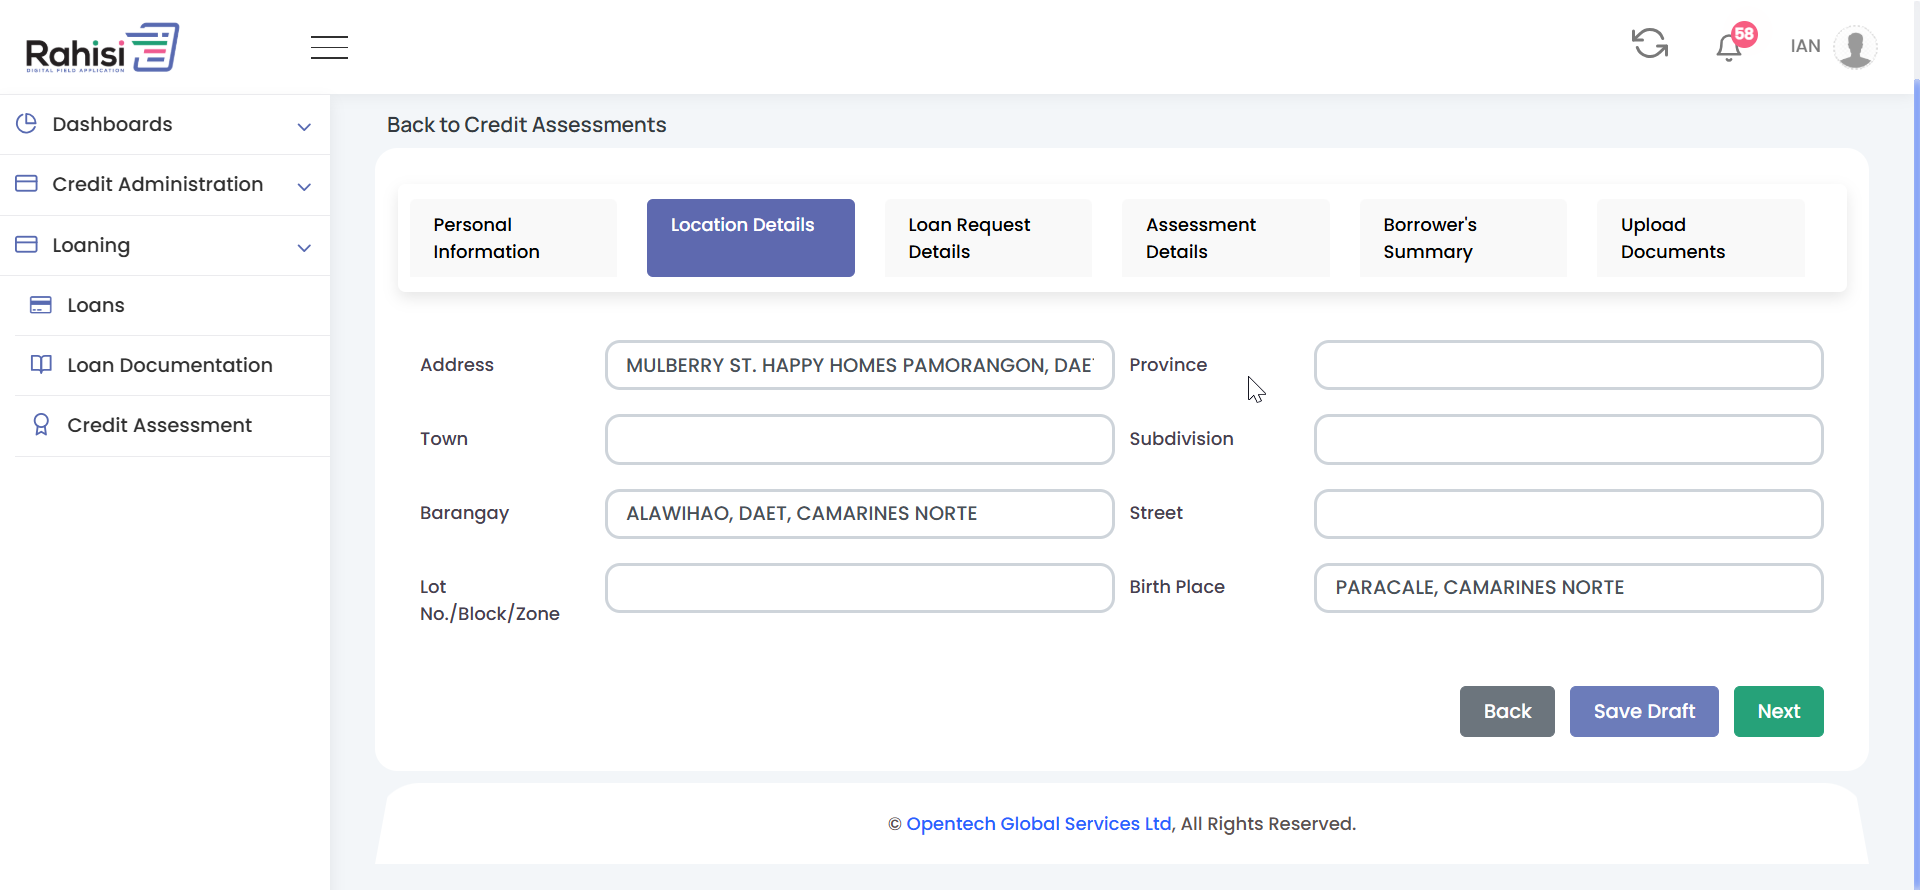 Rahisi
DIGITAL FIELD APPLICATION
58
IAN
Dashboards
Credit Administration
Loaning
Loans
Loan Documentation
Credit Assessment
Back to Credit Assessments
Personal
Information
Location Details
Loan Request
Details
Assessment
Details
Borrower's
Summary
Upload
Documents
Address
MULBERRY ST. HAPPY HOMES PAMORANGON, DAE
Province
Town
Subdivision
Barangay
ALAWIHAO, DAET, CAMARINES NORTE
Street
Lot
No./Block/Zone
Birth Place
PARACALE, CAMARINES NORTE
Back
Save Draft
Next
© Opentech Global Services Ltd, All Rights Reserved.